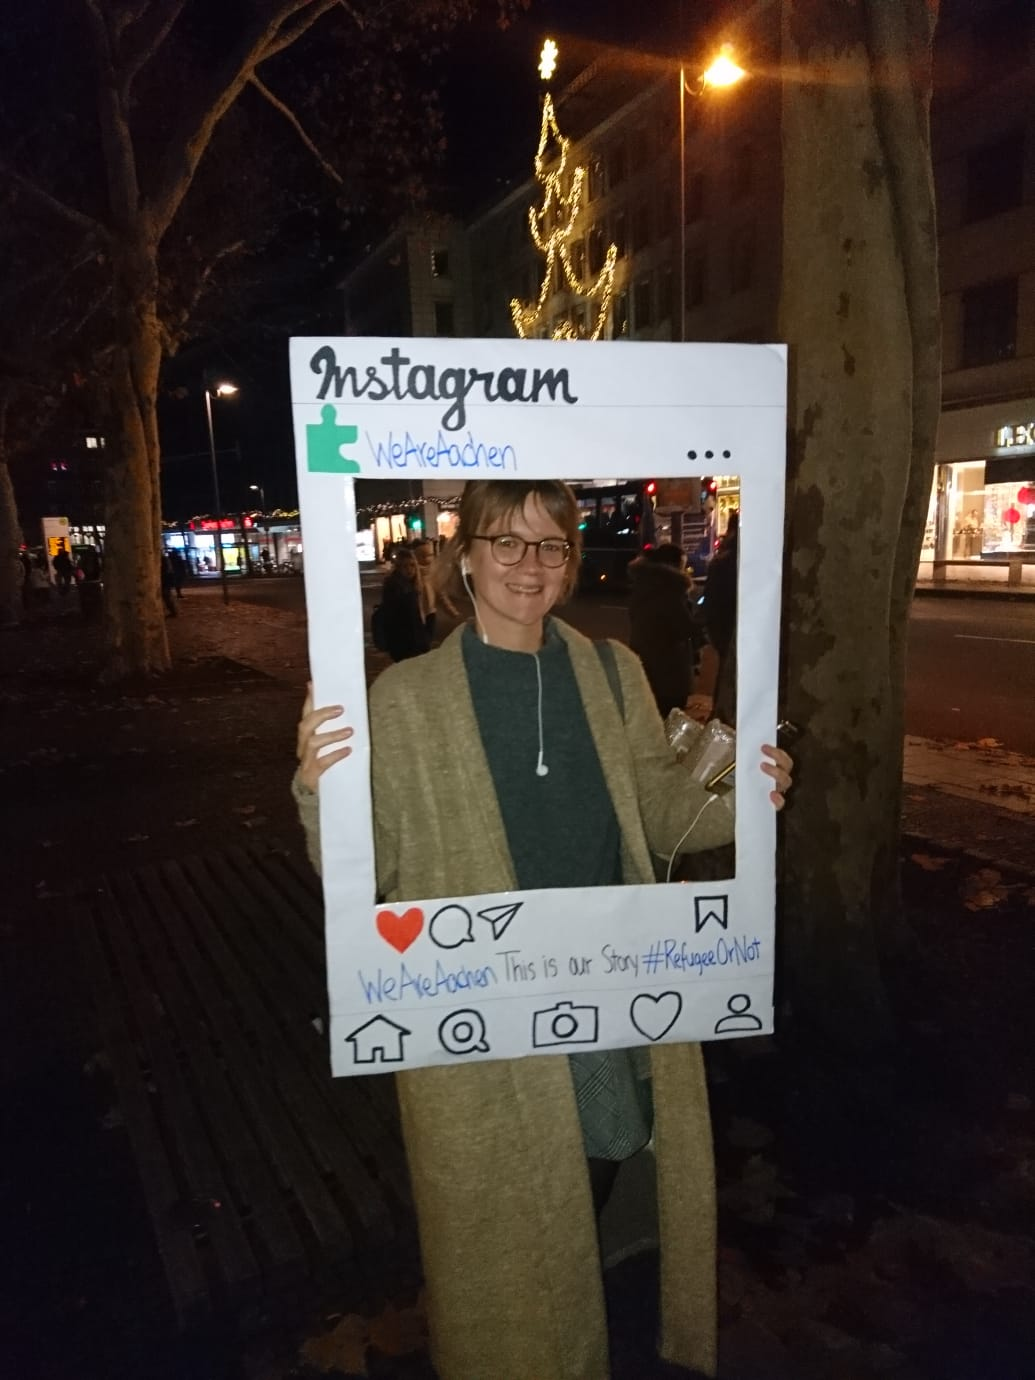 Instagram
WeAreAachen
WeAreAachen This is our Story #RefugeeOrNot